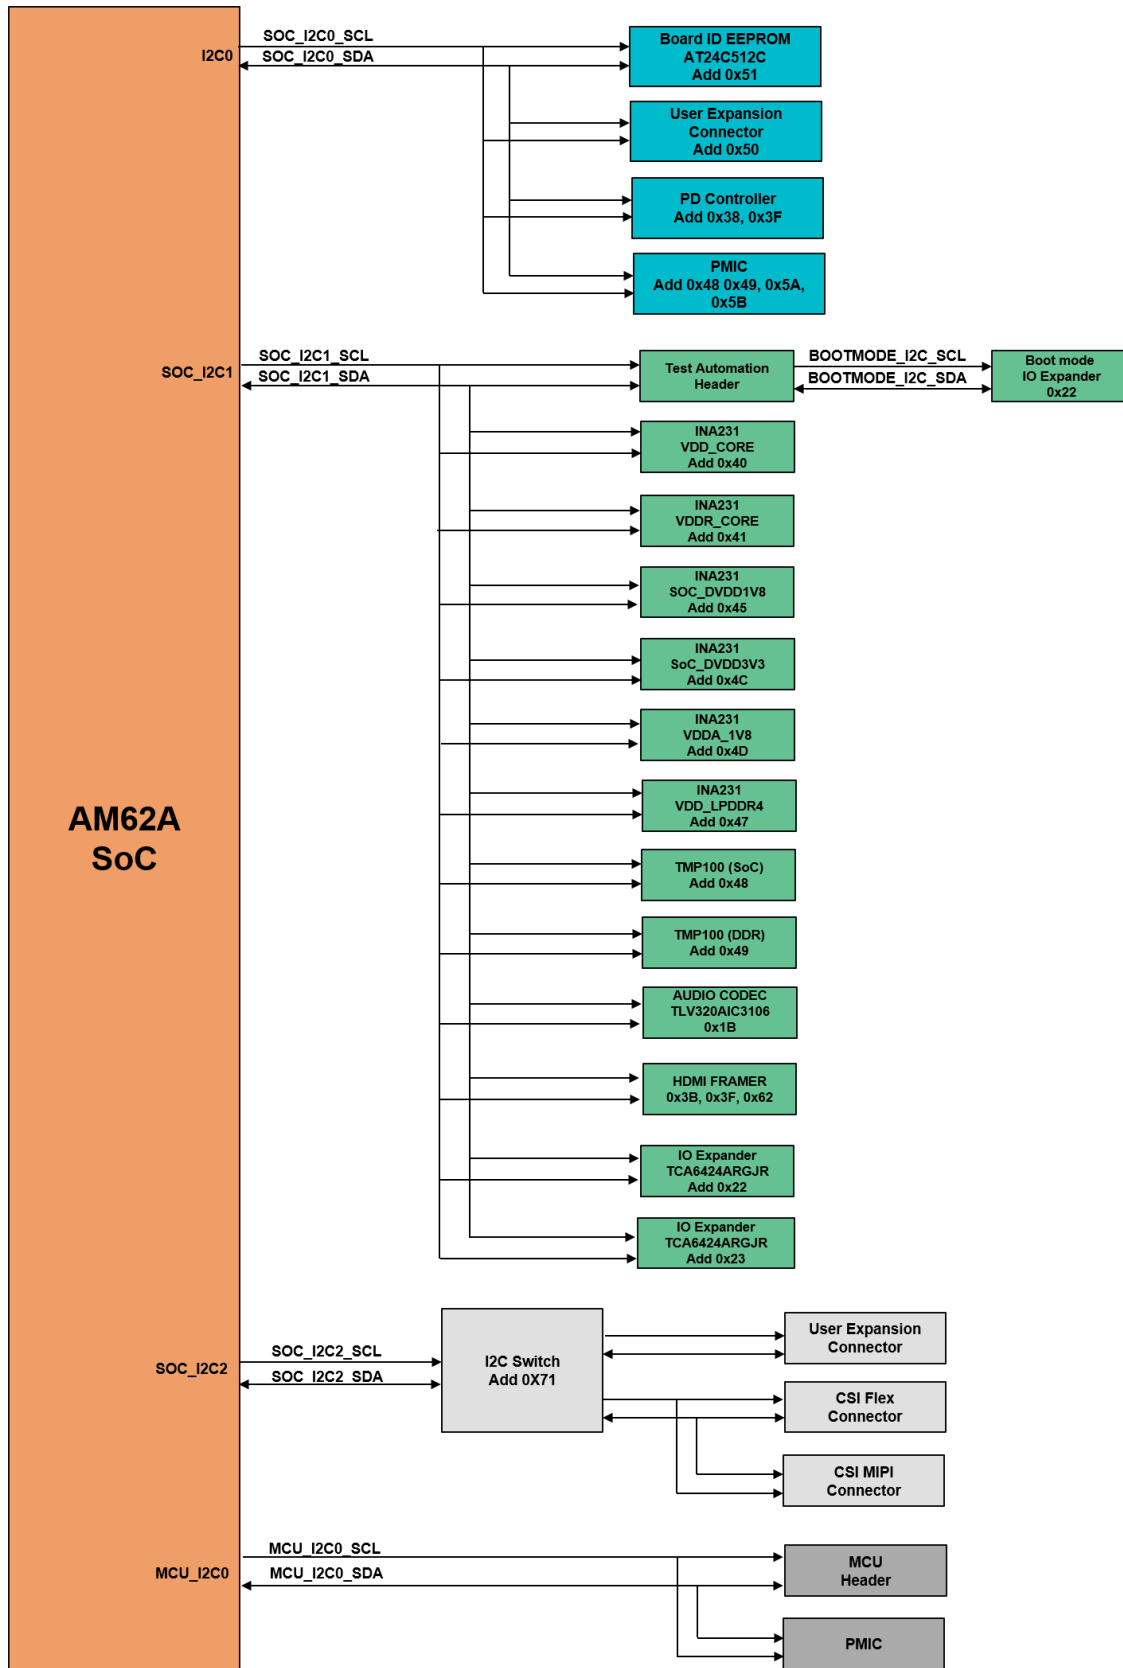 AM62A
SoC
I2C0
SOC_I2C0_SCL
SOC_I2C0_SDA
Board ID EEPROM
AT24C512C
Add 0x51
User Expansion
Connector
Add 0x50
PD Controller
Add 0x38, 0x3F
PMIC
Add 0x48 0x49, 0x5A,
0x5B
SOC_I2C1
SOC_I2C1_SCL
SOC_I2C1_SDA
Test Automation
Header
BOOTMODE_I2C_SCL
BOOTMODE_I2C_SDA
Boot mode
IO Expander
0x22
INA231
VDD_CORE
Add 0x40
INA231
VDDR_CORE
Add 0x41
INA231
SOC_DVDD1V8
Add 0x45
INA231
SoC_DVDD3V3
Add 0x4C
INA231
VDDA_1V8
Add 0x4D
INA231
VDD_LPDDR4
Add 0x47
TMP100 (SoC)
Add 0x48
TMP100 (DDR)
Add 0x49
AUDIO CODEC
TLV320AIC3106
0x1B
HDMI FRAMER
0x3B, 0x3F, 0x62
IO Expander
TCA6424ARGJR
Add 0x22
IO Expander
TCA6424ARGJR
Add 0x23
SOC_I2C2
SOC_I2C2_SCL
SOC_I2C2_SDA
I2C Switch
Add 0X71
User Expansion
Connector
CSI Flex
Connector
CSI MIPI
Connector
MCU_I2C0
MCU_I2C0_SCL
MCU_I2C0_SDA
MCU
Header
PMIC